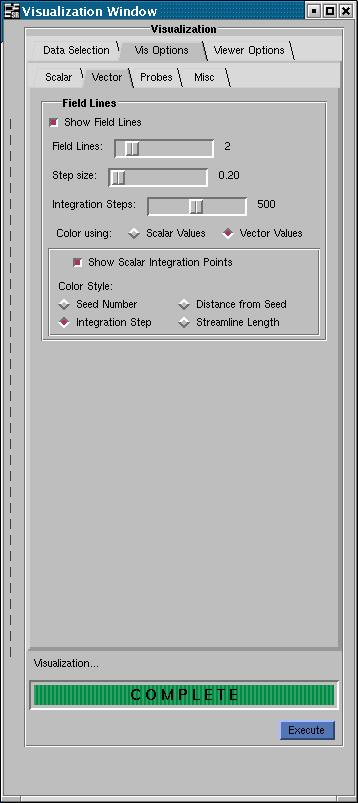 Visualization Window
Visualization
Data Selection Vis Options Viewer Options
Scalar Vector Probes Misc
Field Lines
Show Field Lines
Field Lines: 2
Step size: 0.20
Integration Steps: 500
Color using: Scalar Values Vector Values
Show Scalar Integration Points
Color Style:
Seed Number Distance from Seed
Integration Step Streamline Length
Visualization...
COMPLETE
Execute